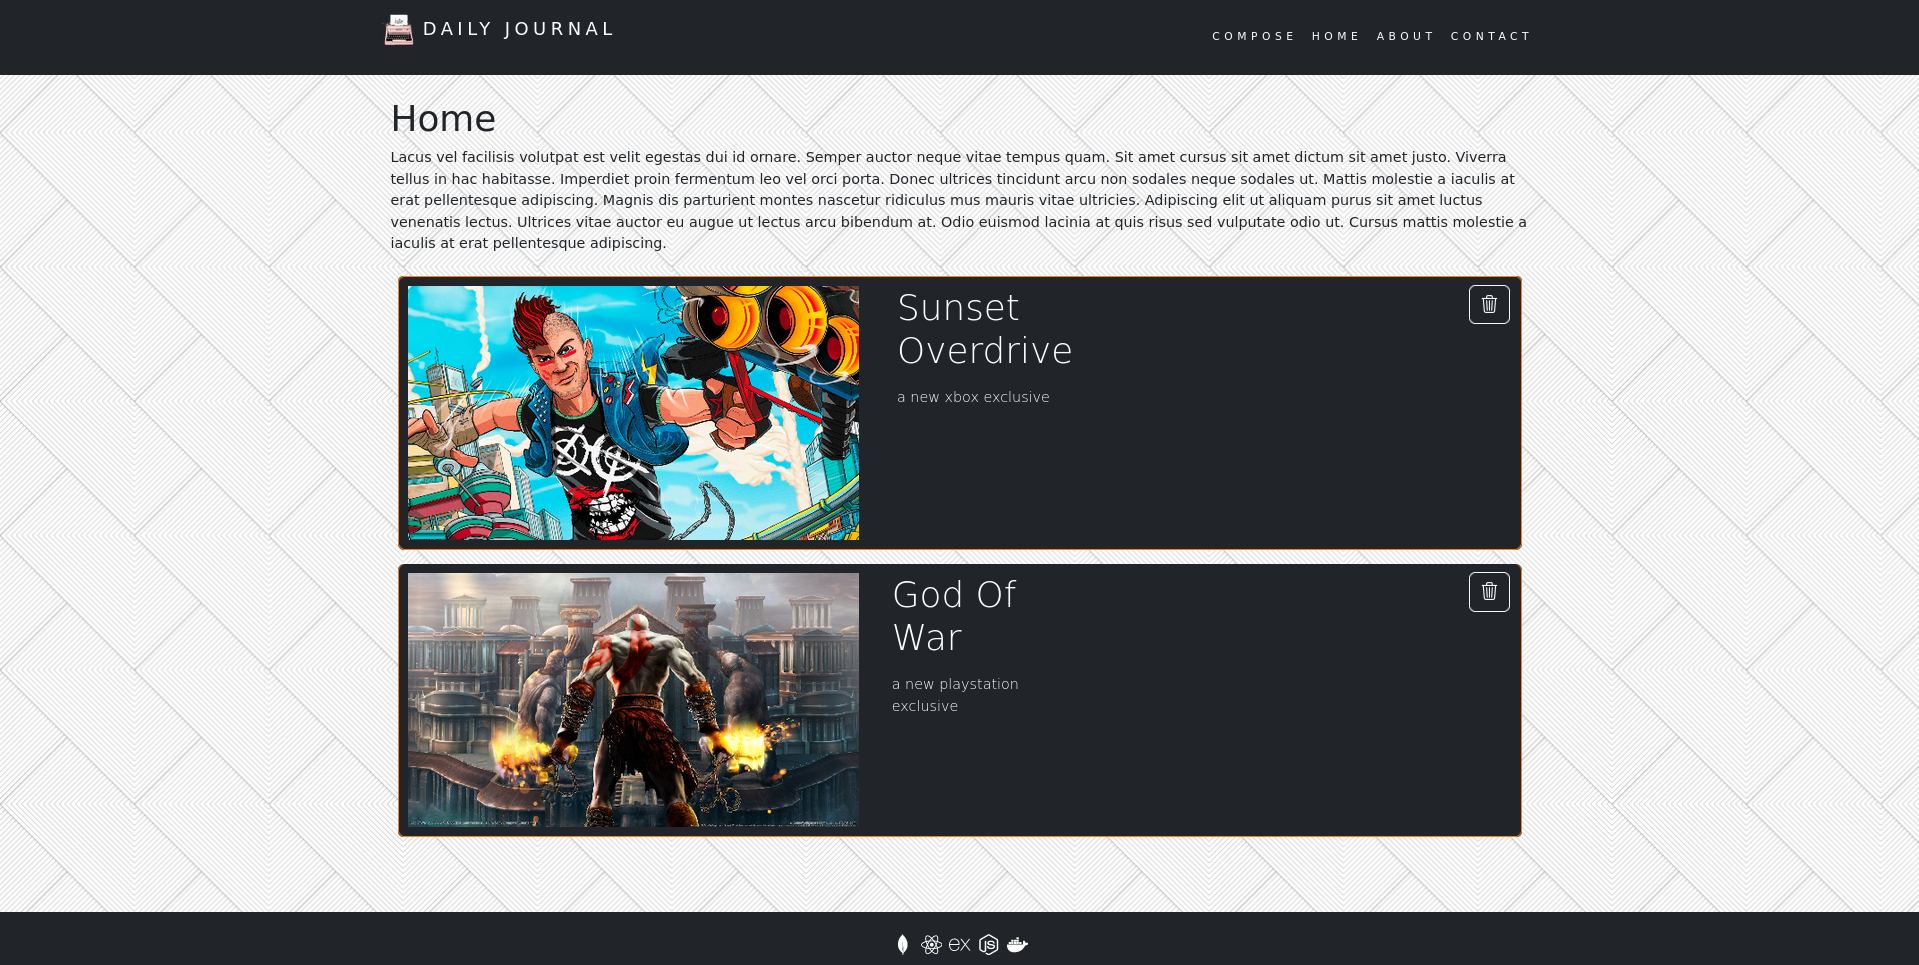 DAILY JOURNAL
COMPOSE HOME ABOUT CONTACT
Home
Lacus vel facilisis volutpat est velit egestas dui id ornare. Semper auctor neque vitae tempus quam. Sit amet cursus sit amet dictum sit amet justo. Viverra
tellus in hac habitasse. Imperdiet proin fermentum leo vel orci porta. Donec ultrices tincidunt arcu non sodales neque sodales ut. Mattis molestie a iaculis at
erat pellentesque adipiscing. Magnis dis parturient montes nascetur ridiculus mus mauris vitae ultricies. Adipiscing elit ut aliquam purus sit amet luctus
venenatis lectus. Ultrices vitae auctor eu augue ut lectus arcu bibendum at. Odio euismod lacinia at quis risus sed vulputate odio ut. Cursus mattis molestie a
iaculis at erat pellentesque adipiscing.
Sunset
Overdrive
a new xbox exclusive
God Of
War
a new playstation
exclusive
ex JS